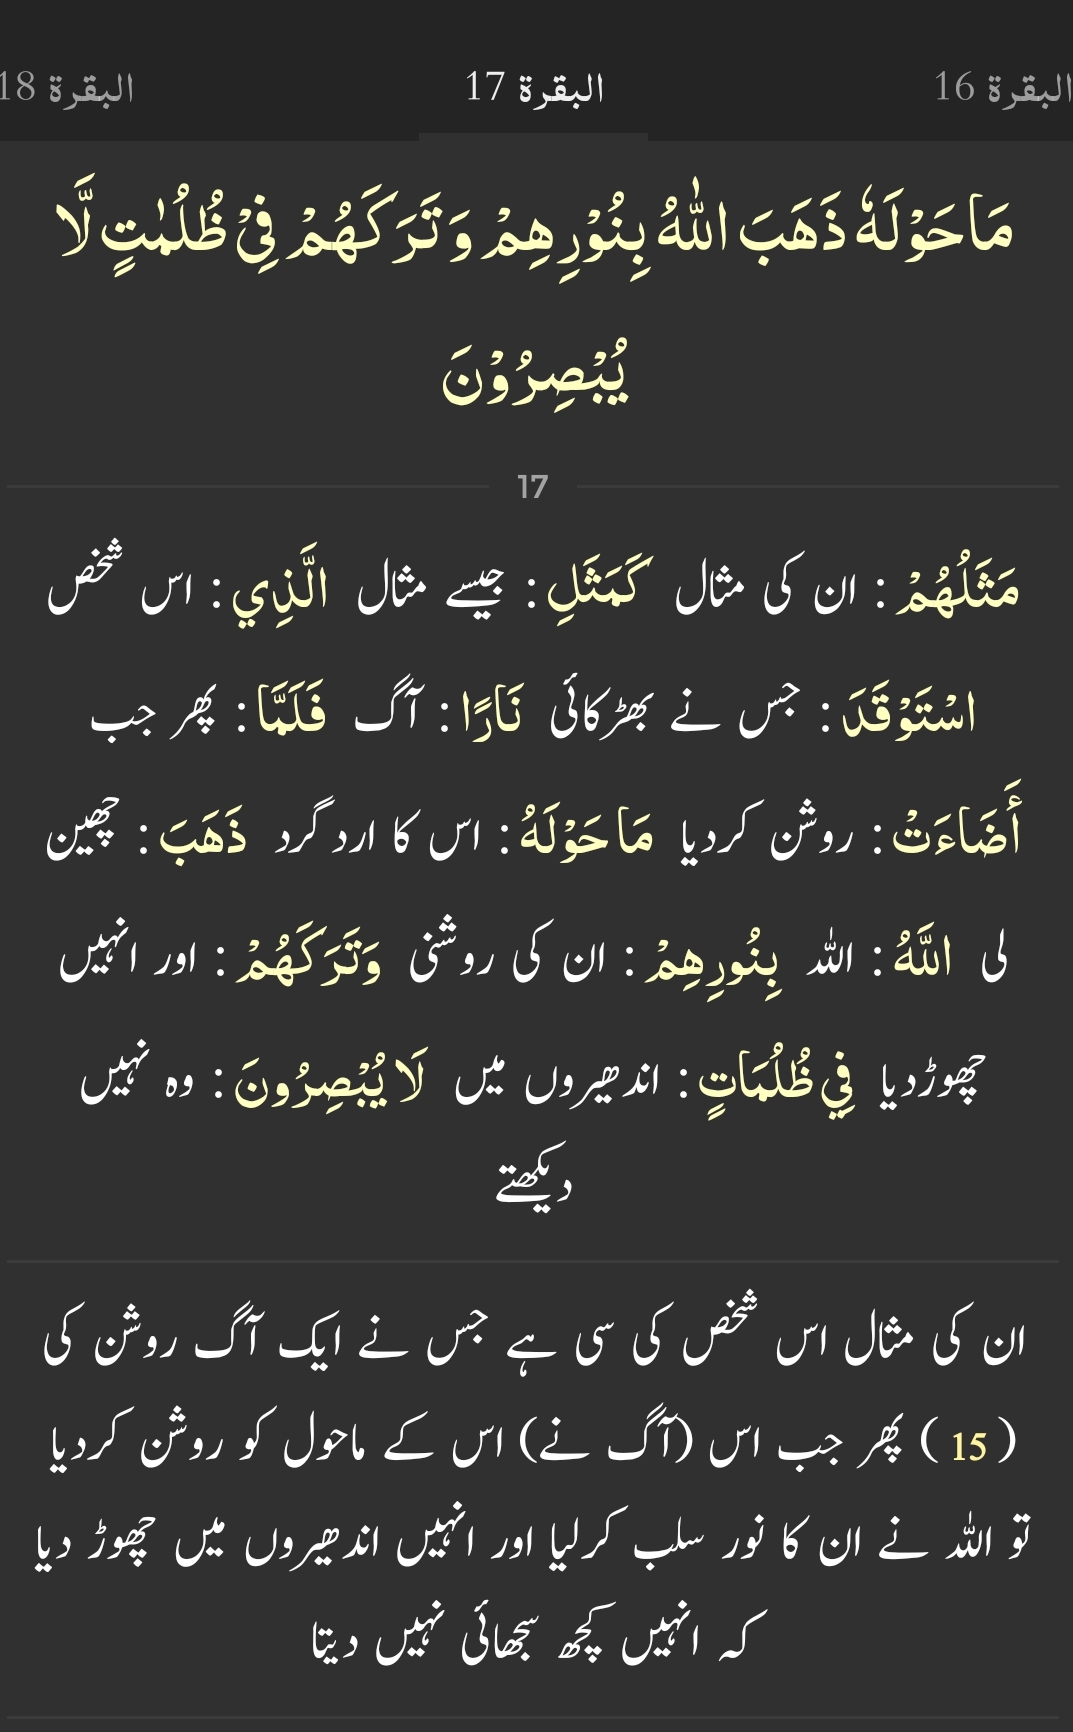 البقرة 16
البقرة 17
البقرة 18
مَا حَوْلَهٗ ذَهَبَ اللّٰهُ بِنُوْرِهِمْ وَ تَرَكَهُمْ فِیْ ظُلُمٰتٍ لَّا
یُبْصِرُوْنَ
17
مَثَلُهُمْ : ان کی مثال كَمَثَلِ : جیسے مثال الَّذِي : اس شخص
اسْتَوْقَدَ : جس نے بھڑکائی نَارًا : آگ فَلَمَّا : پھر جب
أَضَاءَتْ : روشن کردیا مَا حَوْلَهُ : اس کا ارد گرد ذَهَبَ : چھین
لی اللَّهُ : اللہ بِنُورِهِمْ : ان کی روشنی وَتَرَكَهُمْ : اور انہیں
چھوڑدیا فِي ظُلُمَاتٍ : اندھیروں میں لَا يُبْصِرُونَ : وہ نہیں
دیکھتے
ان کی مثال اس شخص کی سی ہے جس نے ایک آگ روشن کی
( 15 ) پھر جب اس (آگ نے) اس کے ماحول کو روشن کردیا
تو اللہ نے ان کا نور سلب کرلیا اور انہیں اندھیروں میں چھوڑ دیا
کہ انہیں کچھ سجھائی نہیں دیتا